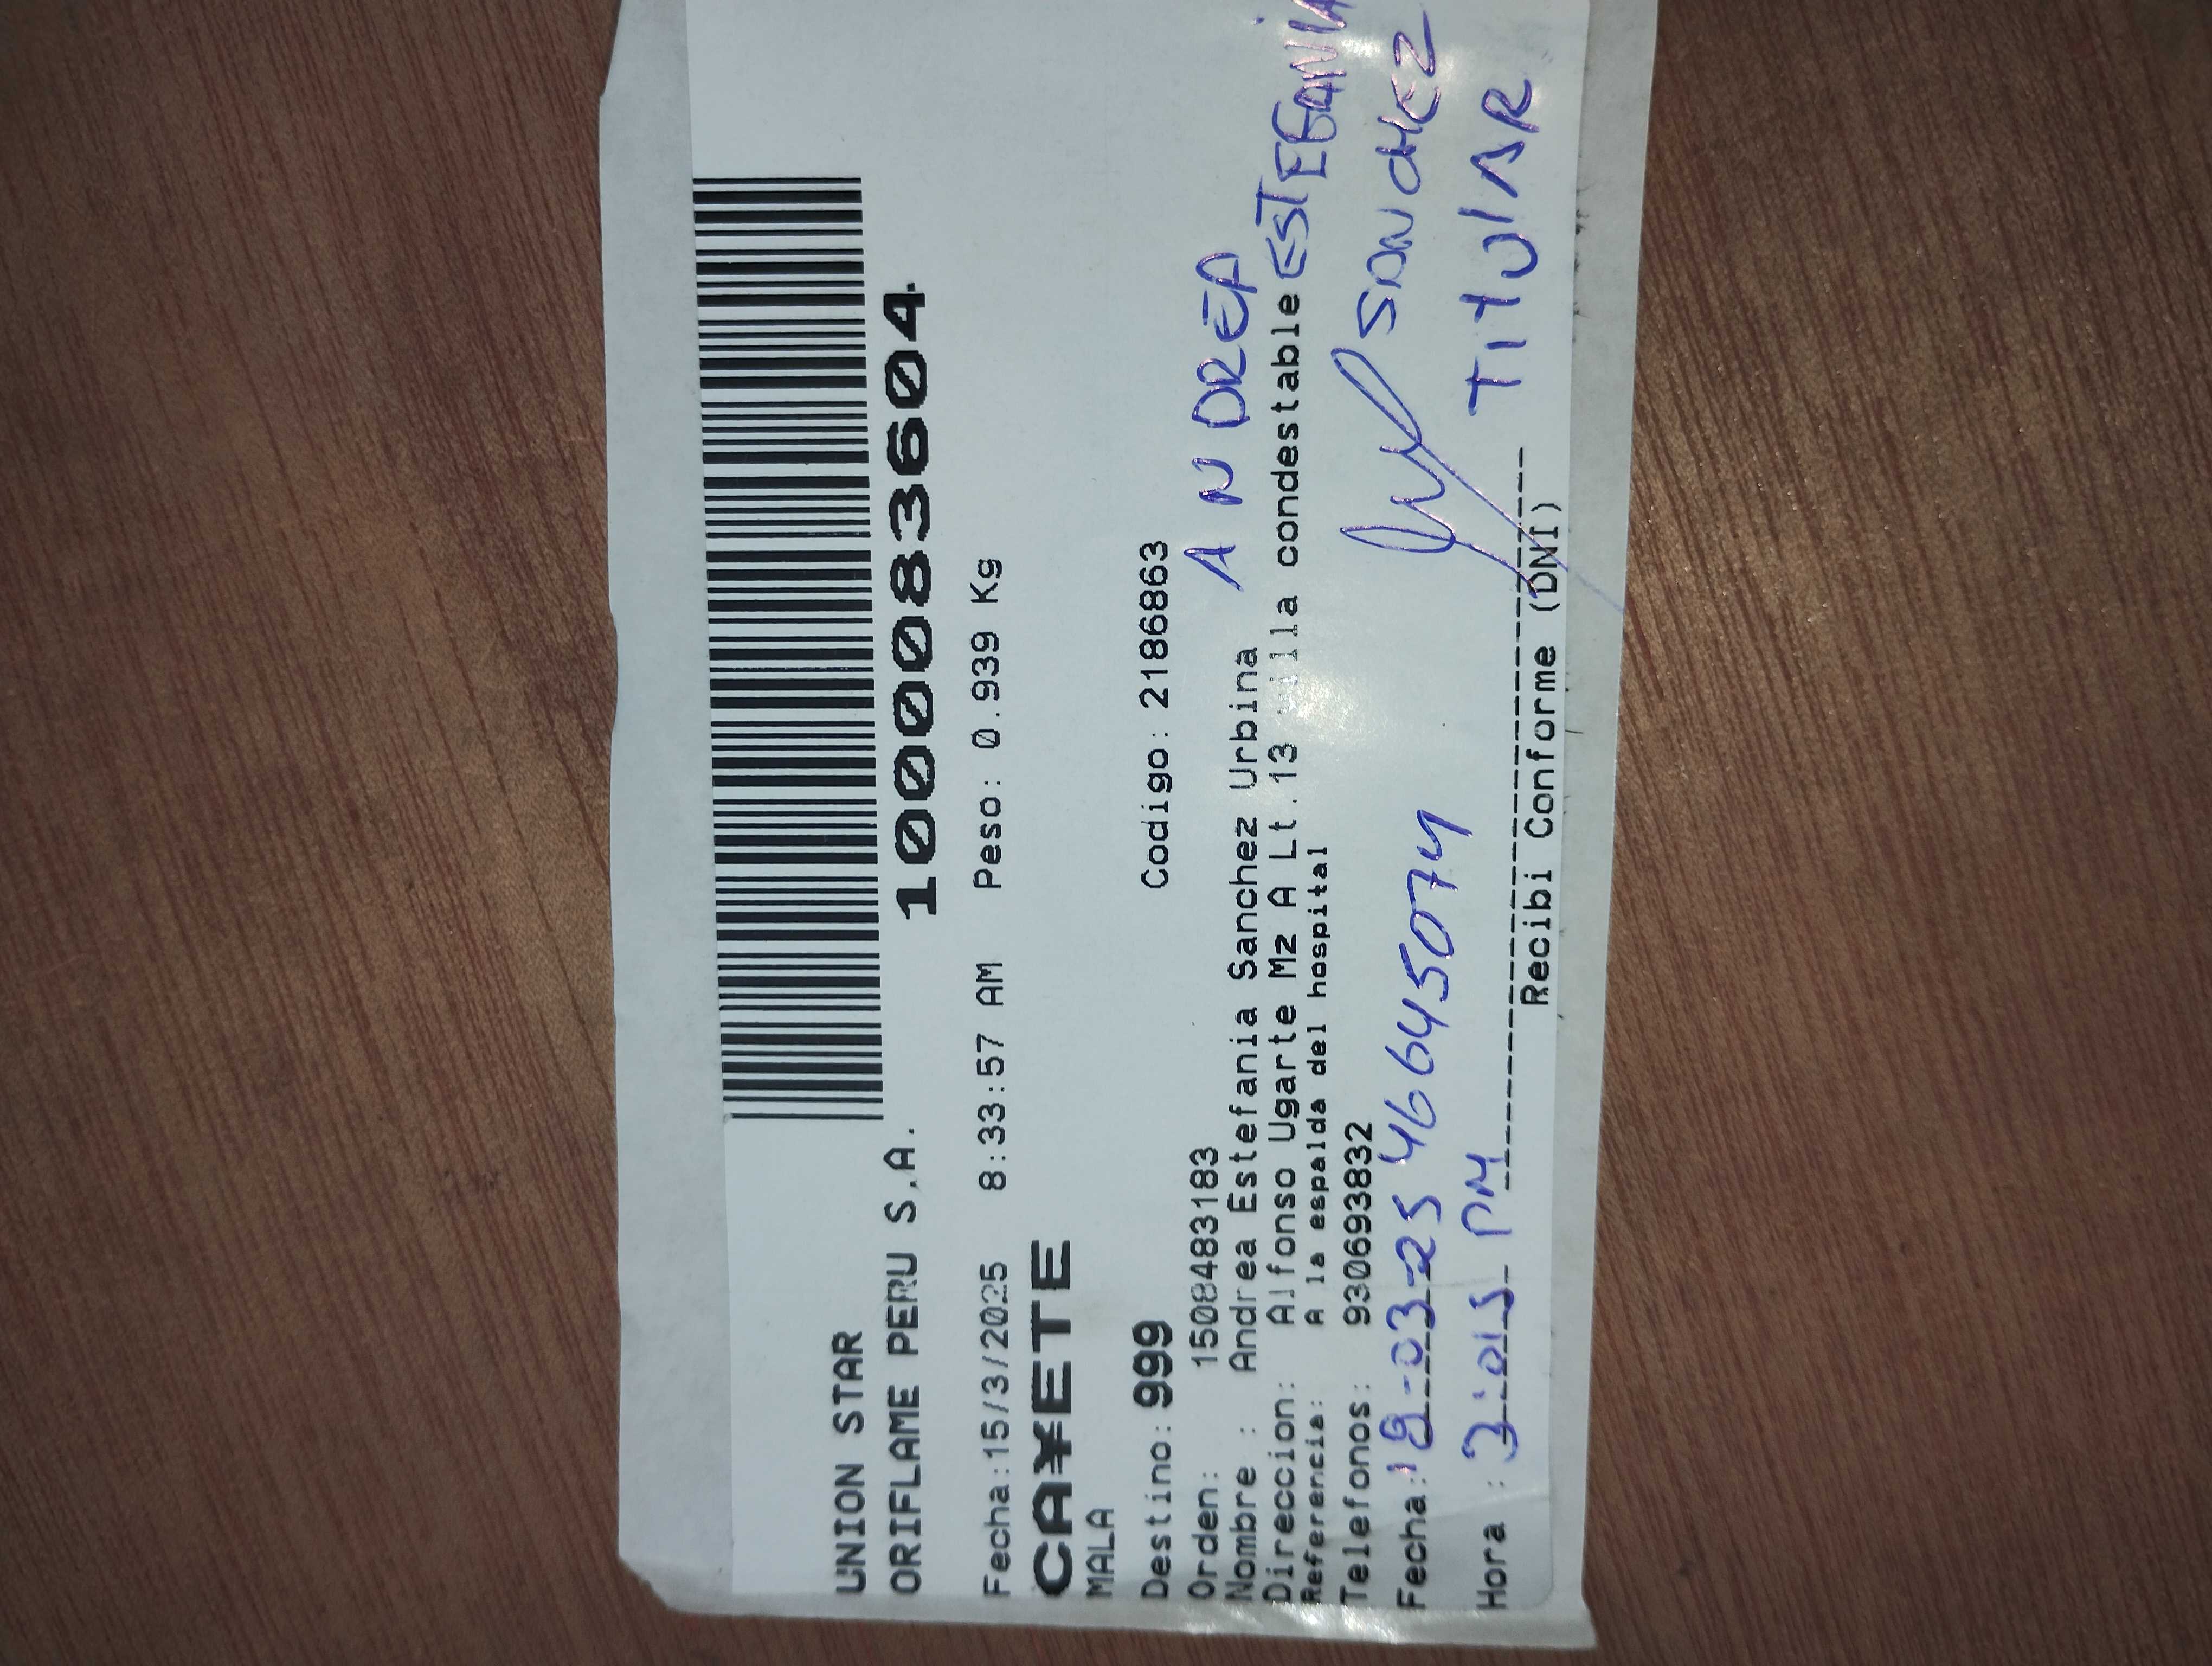 UNION STAR
ORIFLAME PERU S.A.
1000083604
Fecha:15/3/2025 8:33:57 AM Peso: 0.939 Kg
CA¥ETE
MALA
Destino: 999 Codigo: 2186863
Orden: 1508483183
Nombre : Andrea Estefania Sanchez Urbina
ANDREA
Direccion: Alfonso Ugarte Mz A Lt.13 villa condestable
ESTEFANIA
Referencia: A la espalda del hospital
Telefonos: 930693832
SANCHEZ
Fecha: 18-03-25 46645074
TITULAR
Hora : 3:015 PM
Recibi Conforme (DNI)